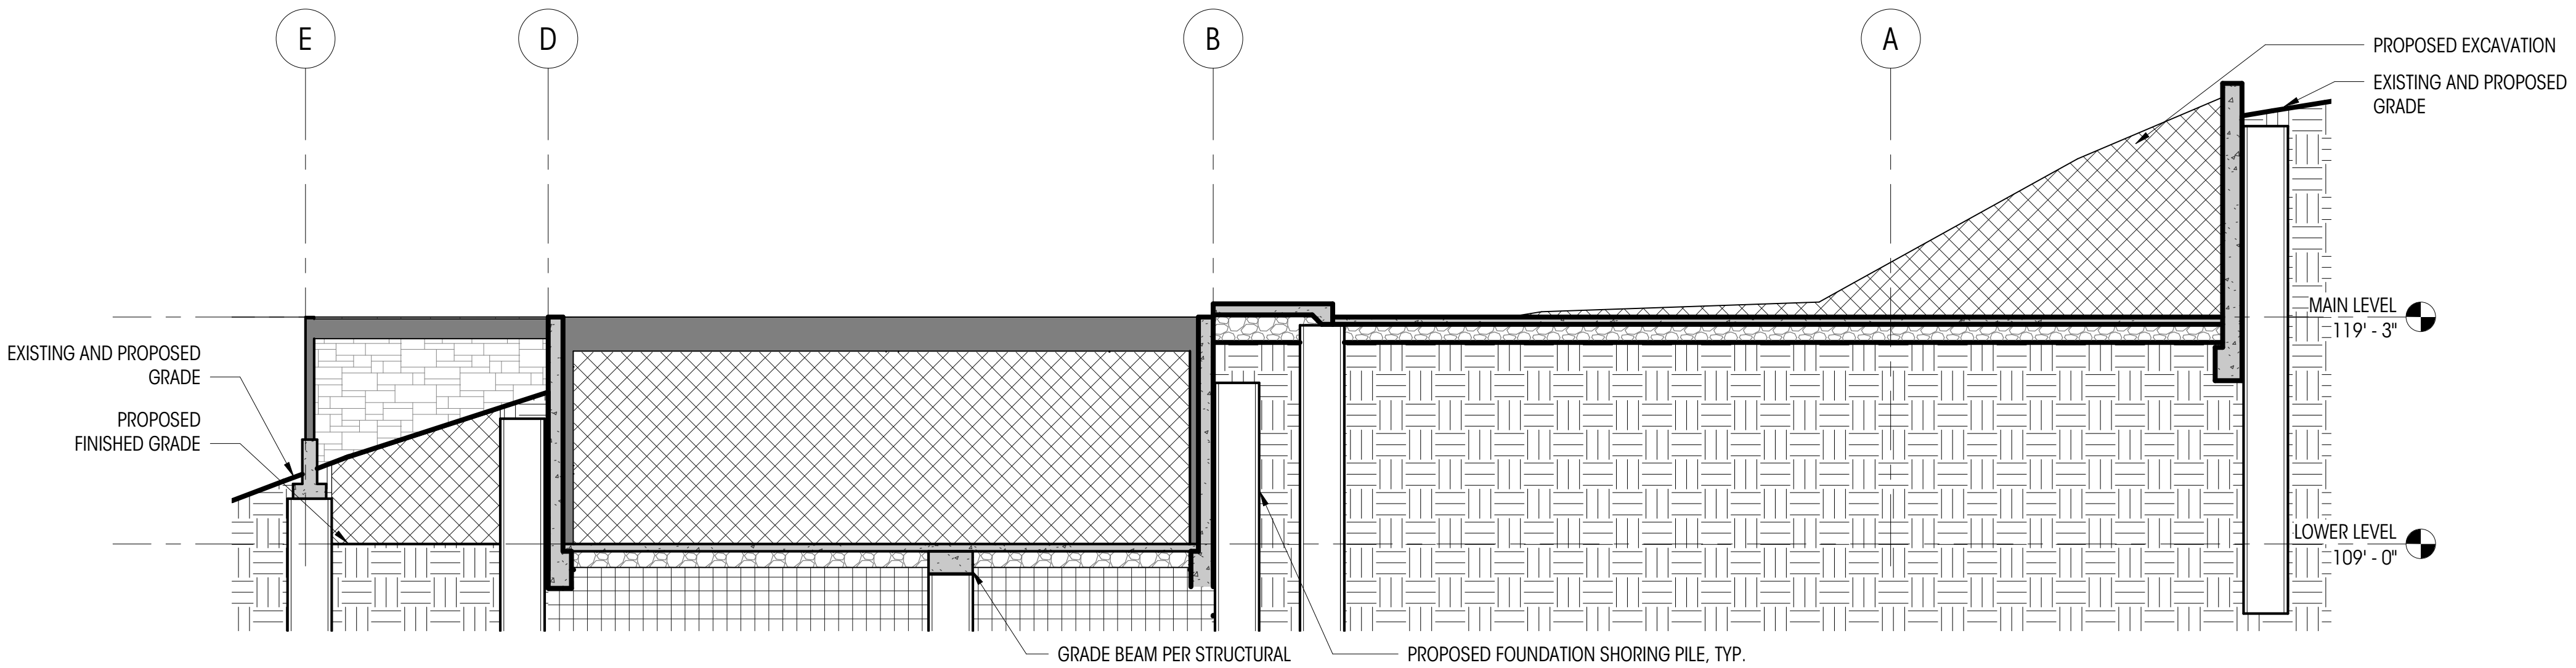 E
D
B
A
PROPOSED EXCAVATION
EXISTING AND PROPOSED
GRADE
MAIN LEVEL
119' - 3"
EXISTING AND PROPOSED
GRADE
PROPOSED
FINISHED GRADE
LOWER LEVEL
109' - 0"
GRADE BEAM PER STRUCTURAL
PROPOSED FOUNDATION SHORING PILE, TYP.